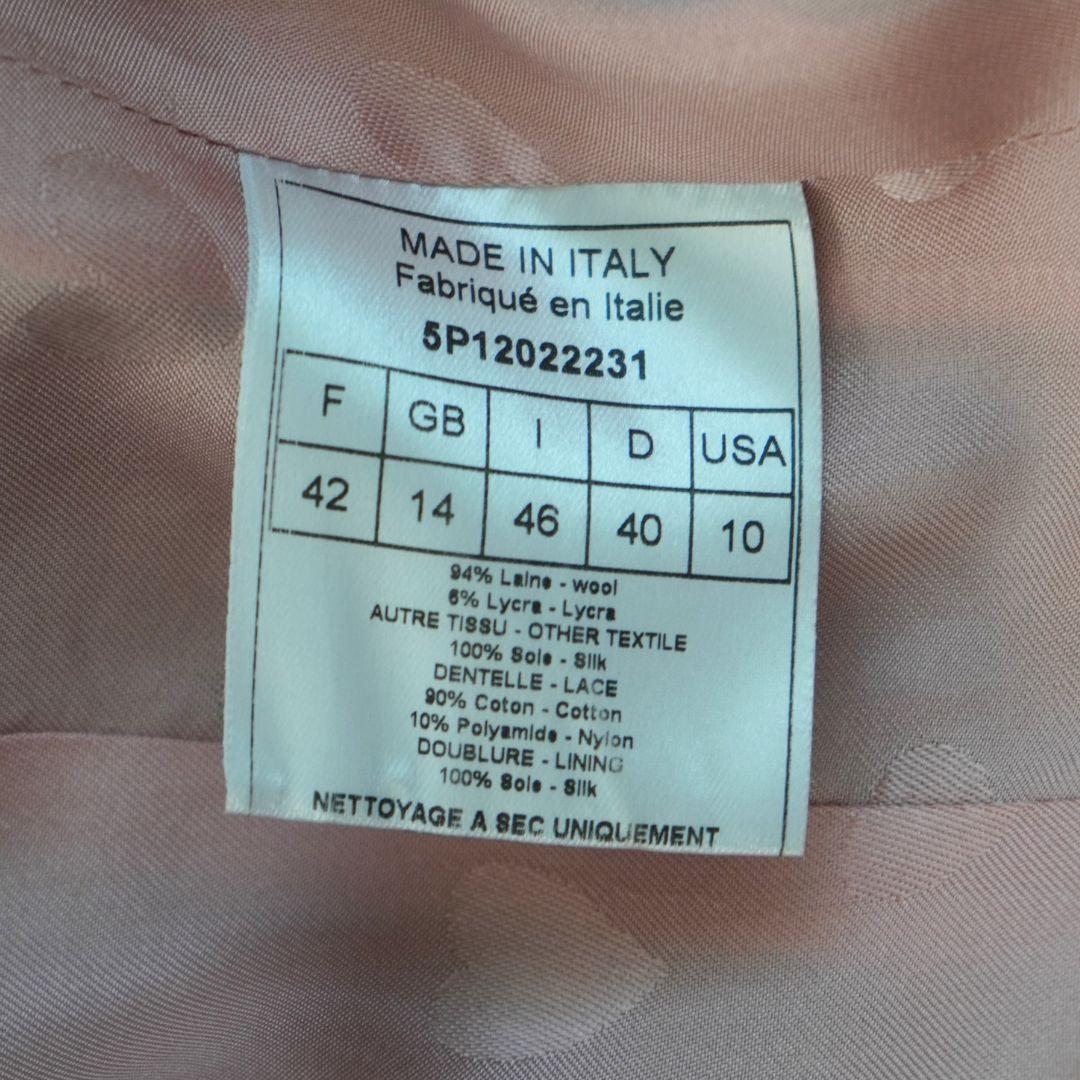 MADE IN ITALY
Fabriqué en Italie
5P12022231
F GB I D USA
42 14 46 40 10
94% Laine - wool
6% Lycra - Lycra
AUTRE TISSU - OTHER TEXTILE
100% Soie - Silk
DENTELLE - LACE
90% Coton - Cotton
10% Polyamide - Nylon
DOUBLURE - LINING
100% Soie - Silk
NETTOYAGE A SEC UNIQUEMENT